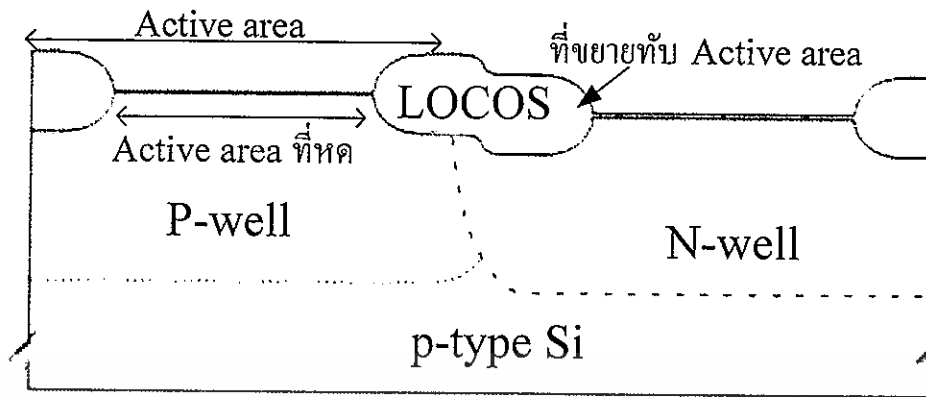 Active area
ที่ขยายทับ Active area
LOCOS
Active area ที่หด
P-well
N-well
p-type Si